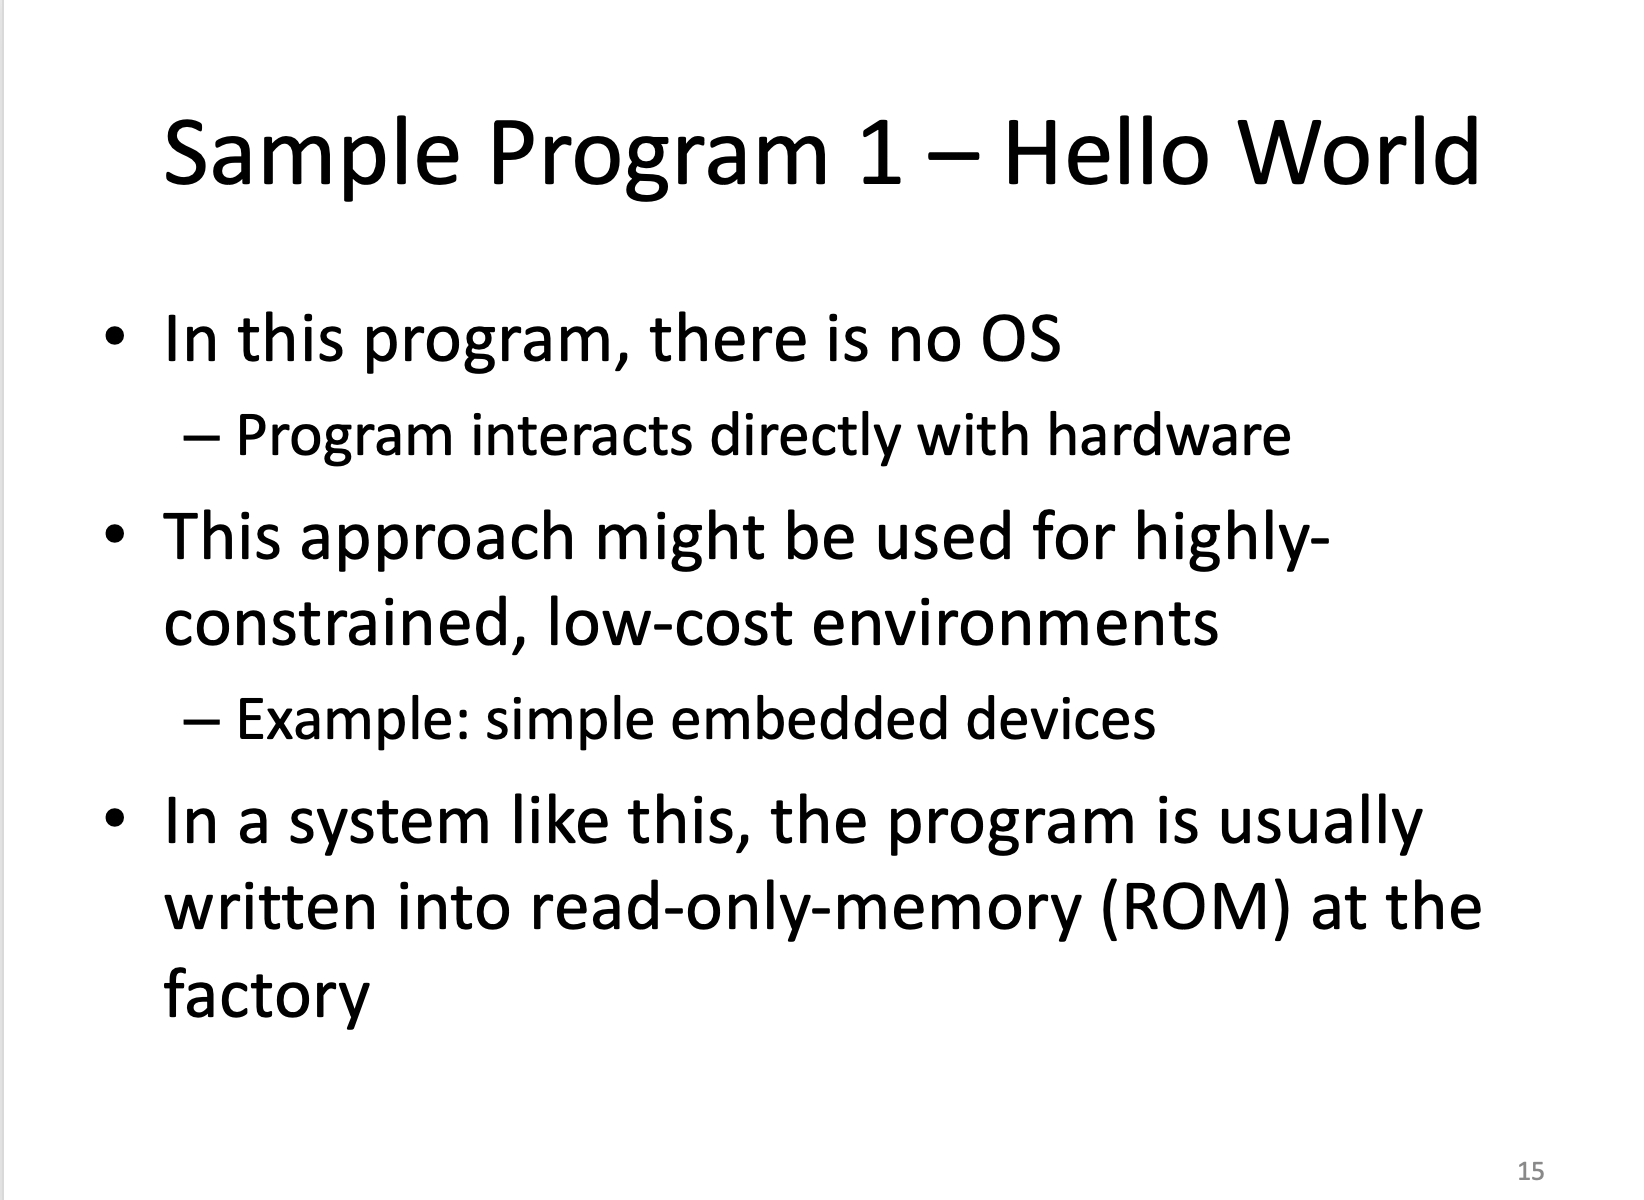 Sample Program 1 – Hello World
• In this program, there is no OS
– Program interacts directly with hardware
• This approach might be used for highly-
constrained, low-cost environments
– Example: simple embedded devices
• In a system like this, the program is usually
written into read-only-memory (ROM) at the
factory
15